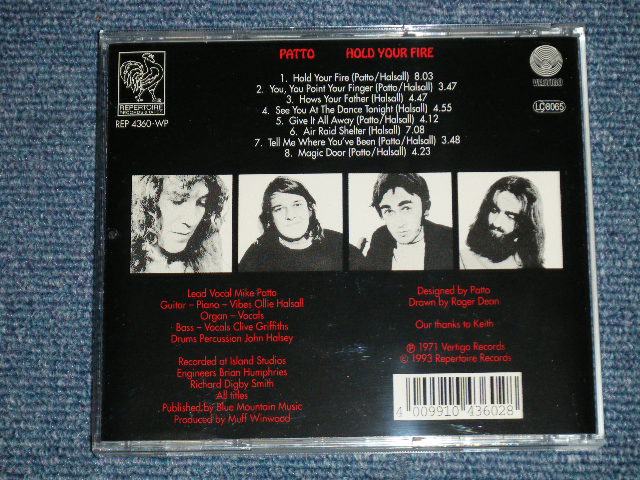 PATTO HOLD YOUR FIRE
1. Hold Your Fire (Patto/Halsall) 8.03
2. You, You Point Your Finger (Patto/Halsall) 3.47
3. Hows Your Father (Halsall) 4.47
4. See You At The Dance Tonight (Halsall) 4.55
5. Give It All Away (Patto/Halsall) 4.12
6. Air Raid Shelter (Halsall) 7.08
7. Tell Me Where You've Been (Patto/Halsall) 3.48
8. Magic Door (Patto/Halsall) 4.23
REPERTOIRE
RECORDS
REP 4360-WP
VERTIGO
LC 8065
Lead Vocal Mike Patto
Guitar – Piano – Vibes Ollie Halsall
Organ – Vocals
Bass – Vocals Clive Griffiths
Drums Percussion John Halsey
Recorded at Island Studios
Engineers Brian Humphries
Richard Digby Smith
All titles
Published by Blue Mountain Music
Produced by Muff Winwood
Designed by Patto
Drawn by Roger Dean
Our thanks to Keith
℗ 1971 Vertigo Records
© 1993 Repertoire Records
4 009910 436028